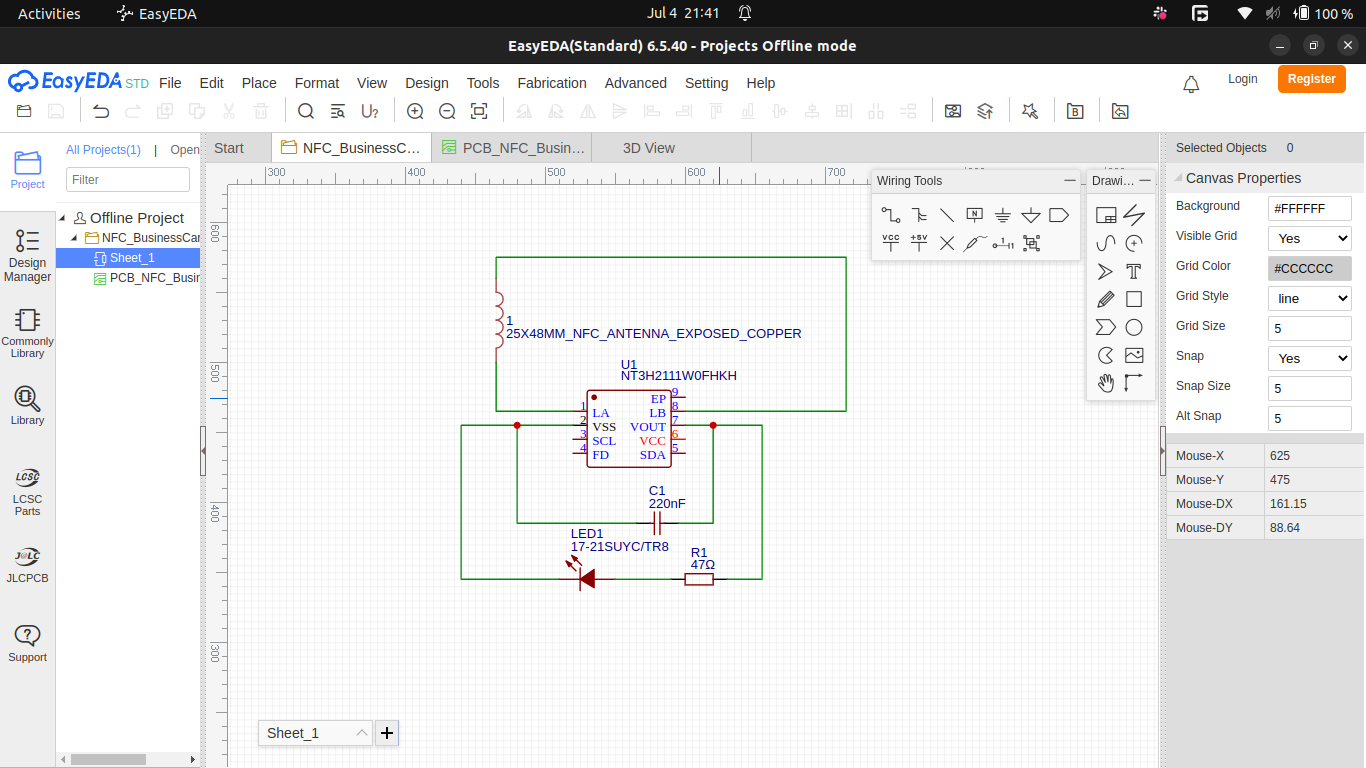 Activities EasyEDA Jul 4 21:41 100 %
EasyEDA(Standard) 6.5.40 - Projects Offline mode
EasyEDA STD File Edit Place Format View Design Tools Fabrication Advanced Setting Help Login Register
All Projects(1) | Open
Filter
Offline Project
NFC_BusinessCar
Sheet_1
PCB_NFC_Busir
Project
Design
Manager
Commonly
Library
Library
LCSC
LCSC
Parts
J@LC
JLCPCB
Support
Start NFC_BusinessC... PCB_NFC_Busin... 3D View
300 400 500 600 700
600
500
400
300
Wiring Tools
N
VCC +5V
Drawi...
T
1
25X48MM_NFC_ANTENNA_EXPOSED_COPPER
U1
NT3H2111W0FHKH
EP 9
1 LA LB 8
2 VSS VOUT 7
3 SCL VCC 6
4 FD SDA 5
C1
220nF
LED1
17-21SUYC/TR8
R1
47Ω
Sheet_1
Selected Objects 0
Canvas Properties
Background #FFFFFF
Visible Grid Yes
Grid Color #CCCCCC
Grid Style line
Grid Size 5
Snap Yes
Snap Size 5
Alt Snap 5
Mouse-X 625
Mouse-Y 475
Mouse-DX 161.15
Mouse-DY 88.64